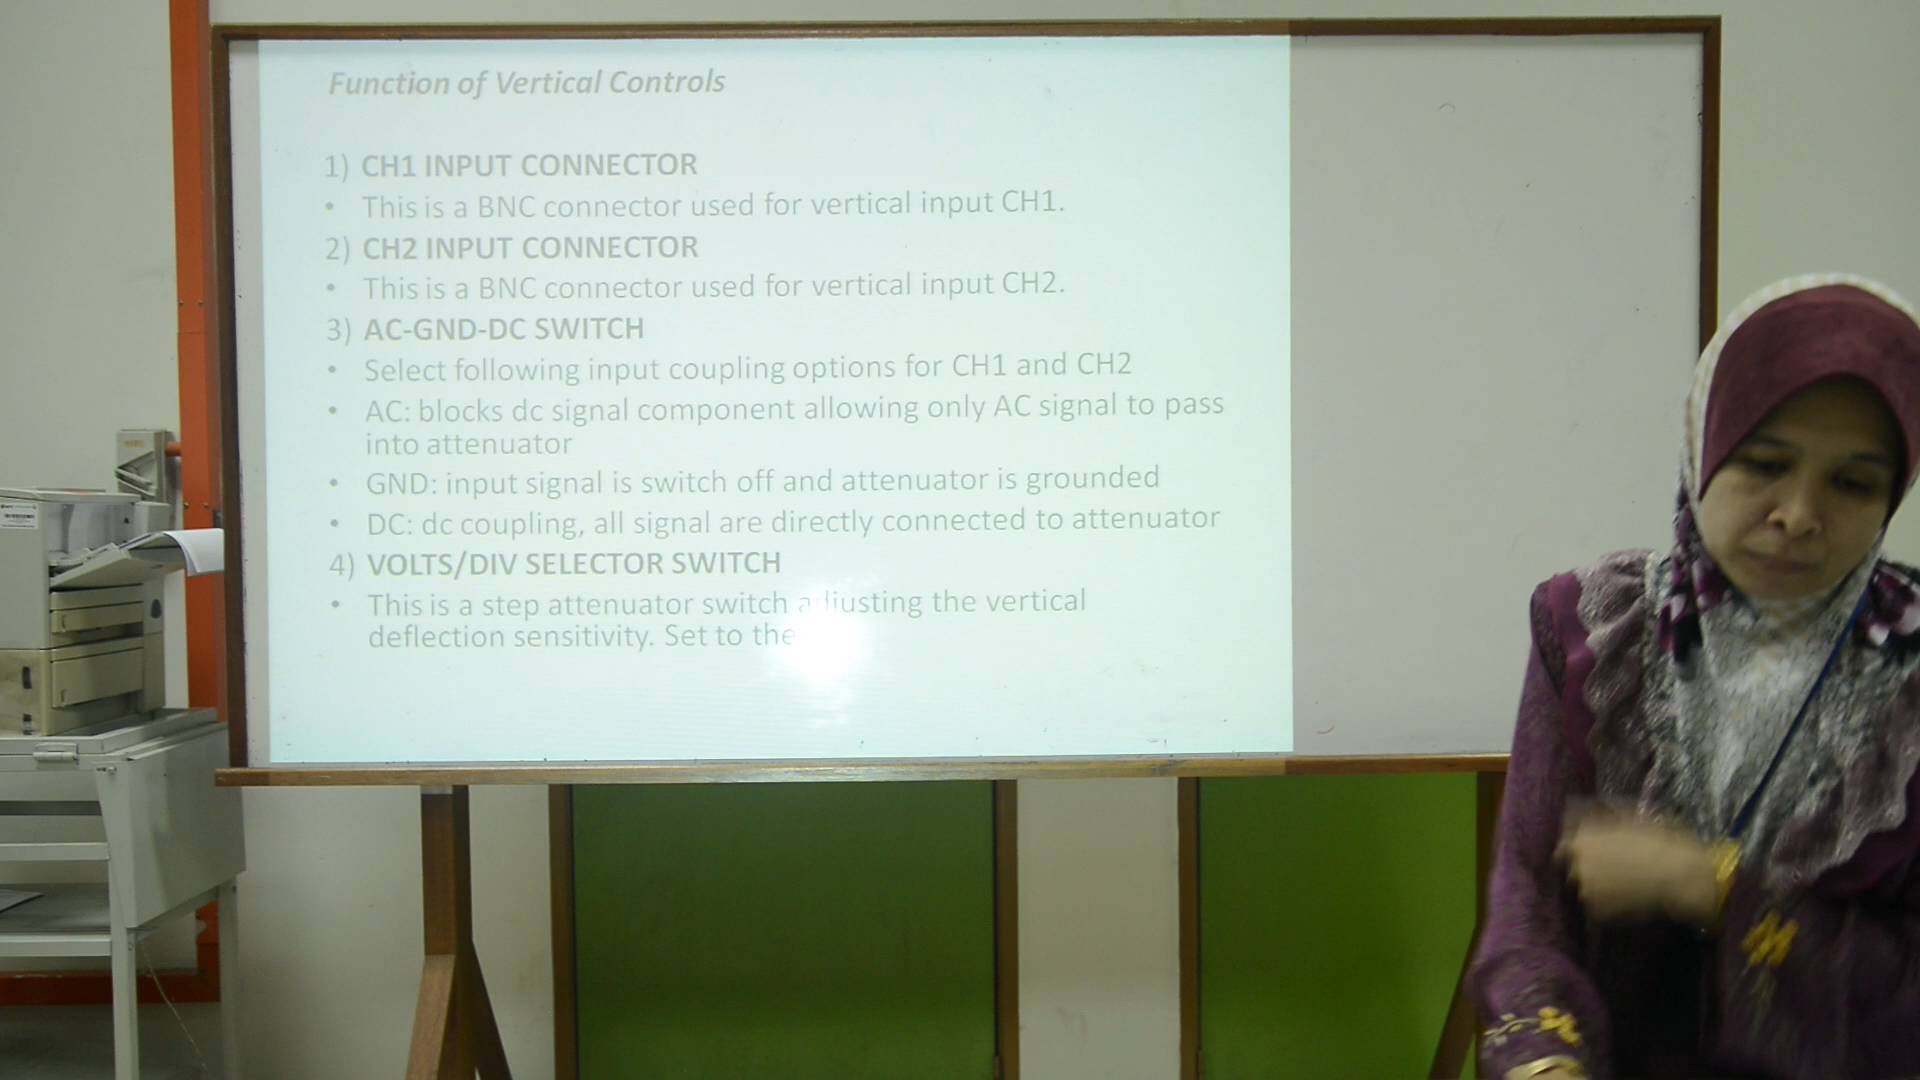 Function of Vertical Controls
1) CH1 INPUT CONNECTOR
• This is a BNC connector used for vertical input CH1.
2) CH2 INPUT CONNECTOR
• This is a BNC connector used for vertical input CH2.
3) AC-GND-DC SWITCH
• Select following input coupling options for CH1 and CH2
• AC: blocks dc signal component allowing only AC signal to pass
into attenuator
• GND: input signal is switch off and attenuator is grounded
• DC: dc coupling, all signal are directly connected to attenuator
4) VOLTS/DIV SELECTOR SWITCH
• This is a step attenuator switch adjusting the vertical
deflection sensitivity. Set to the